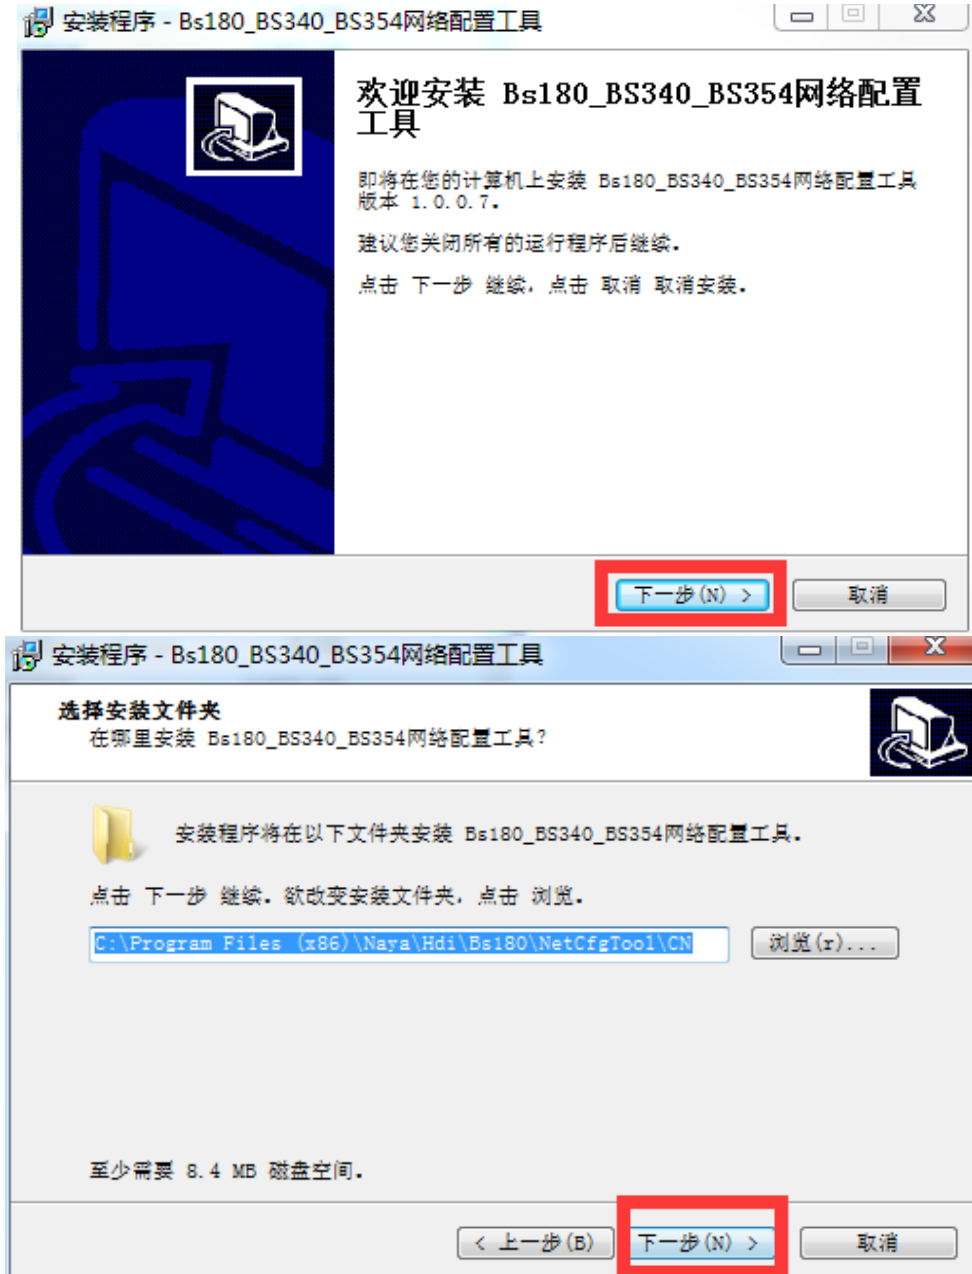 安装程序 - Bs180_BS340_BS354网络配置工具
欢迎安装 Bs180_BS340_BS354网络配置
工具
即将在您的计算机上安装 Bs180_BS340_BS354网络配置工具
版本 1.0.0.7。
建议您关闭所有的运行程序后继续。
点击 下一步 继续，点击 取消 取消安装。
下一步(N) >
取消
安装程序 - Bs180_BS340_BS354网络配置工具
选择安装文件夹
在哪里安装 Bs180_BS340_BS354网络配置工具?
安装程序将在以下文件夹安装 Bs180_BS340_BS354网络配置工具。
点击 下一步 继续。欲改变安装文件夹，点击 浏览。
C:\Program Files (x86)\Naya\Hdi\Bs180\NetCfgTool\CN
浏览(r)...
至少需要 8.4 MB 磁盘空间。
< 上一步(B)
下一步(N) >
取消